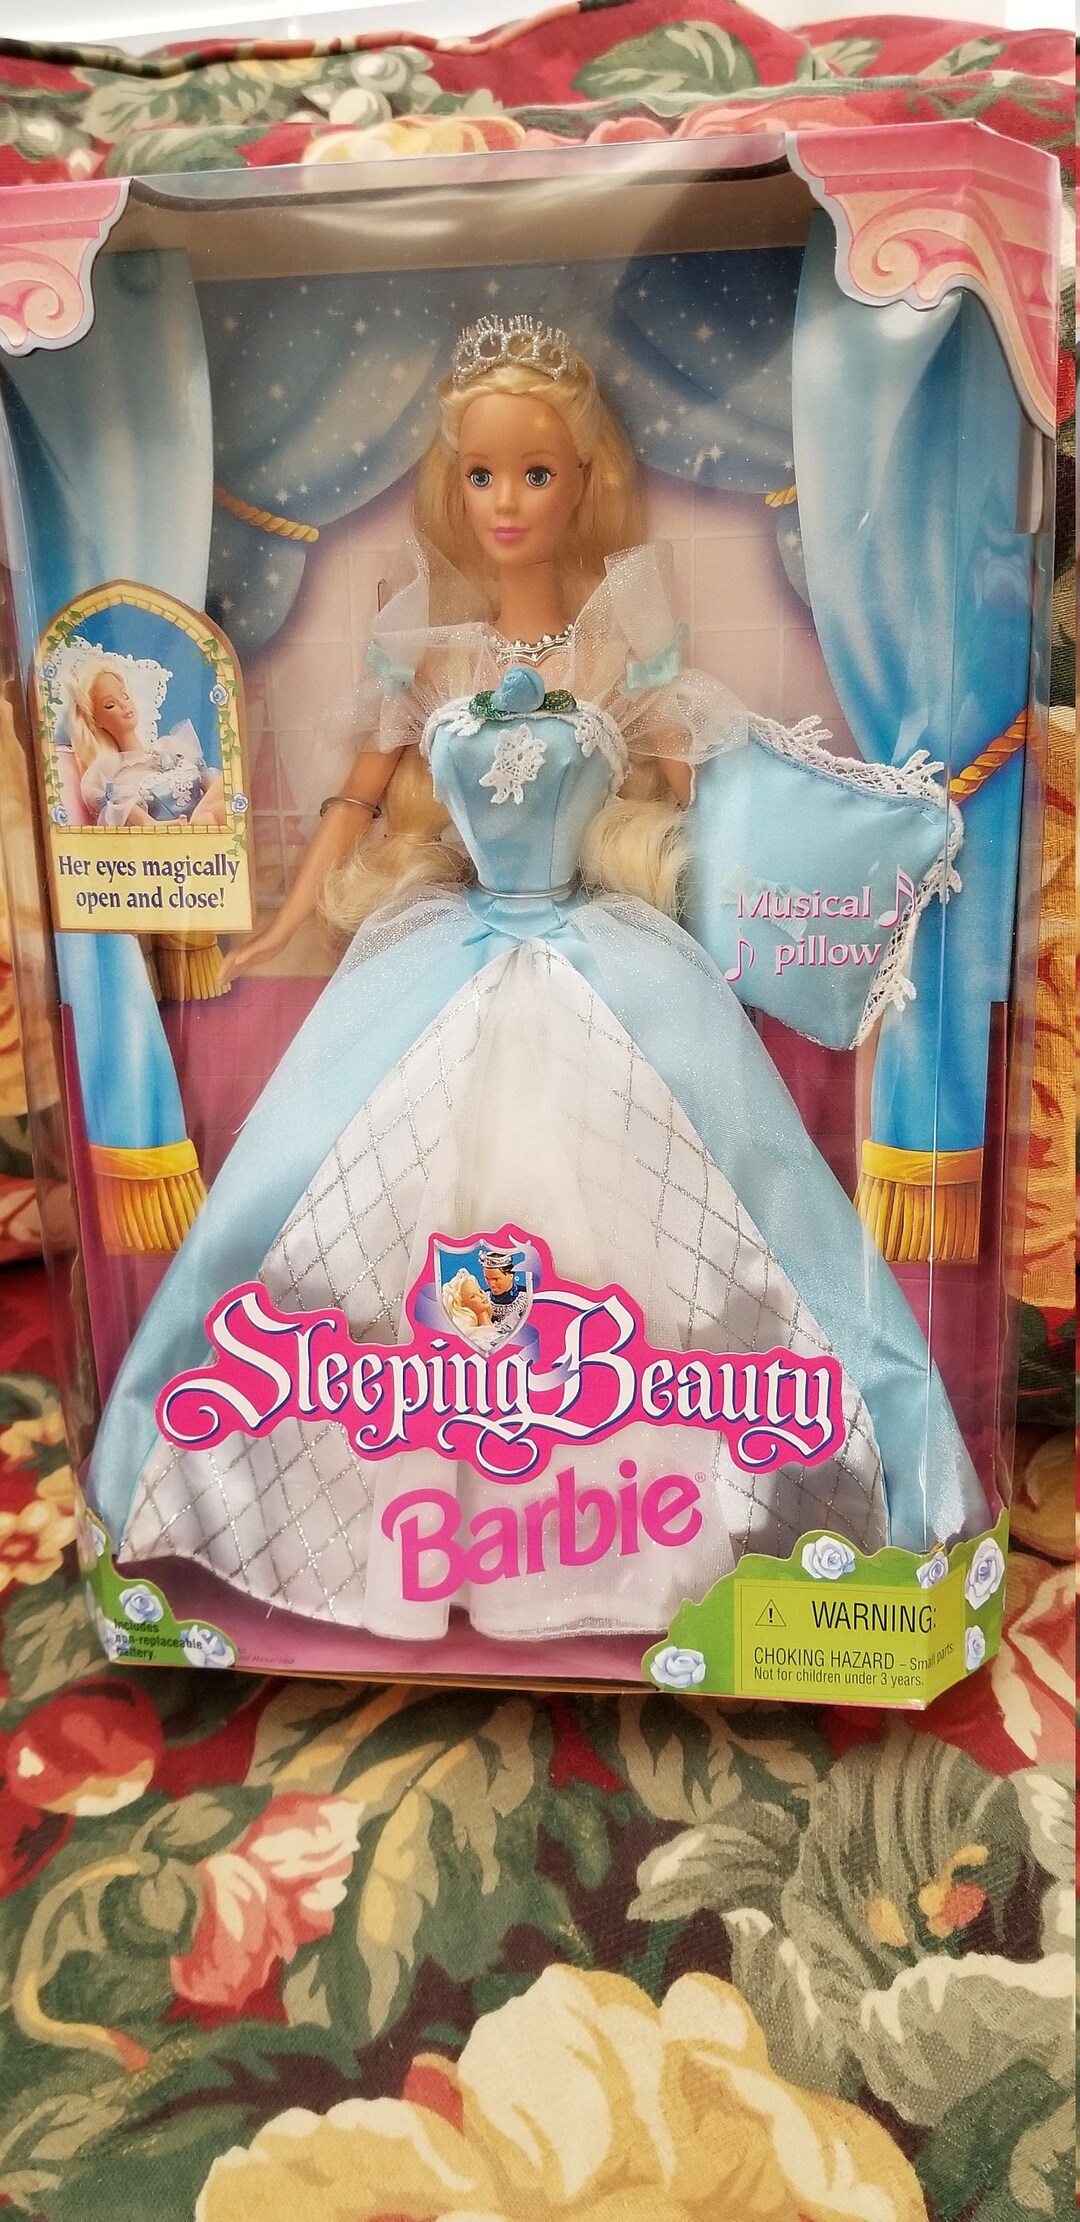 Her eyes magically
open and close!
Musical
pillow
Sleeping Beauty
Barbie®
Includes
non-replaceable
battery.
WARNING:
CHOKING HAZARD – Small parts.
Not for children under 3 years.